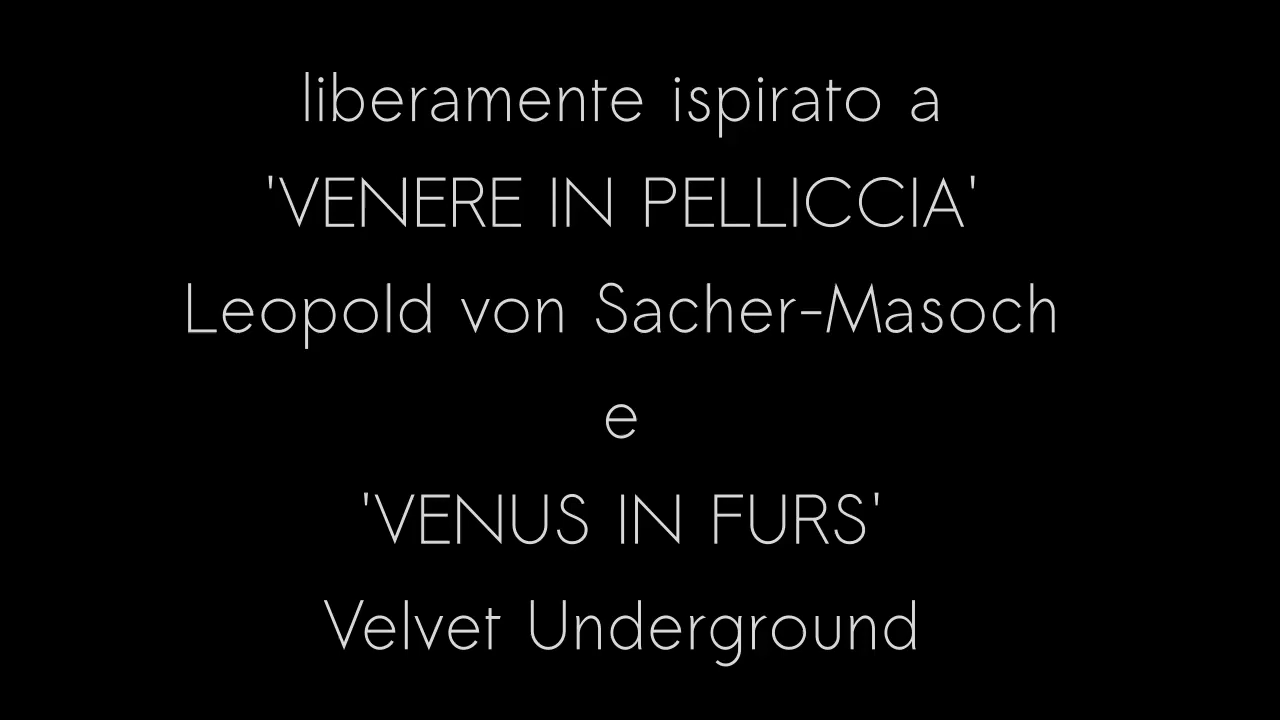 liberamente ispirato a
'VENERE IN PELLICCIA'
Leopold von Sacher-Masoch
e
'VENUS IN FURS'
Velvet Underground